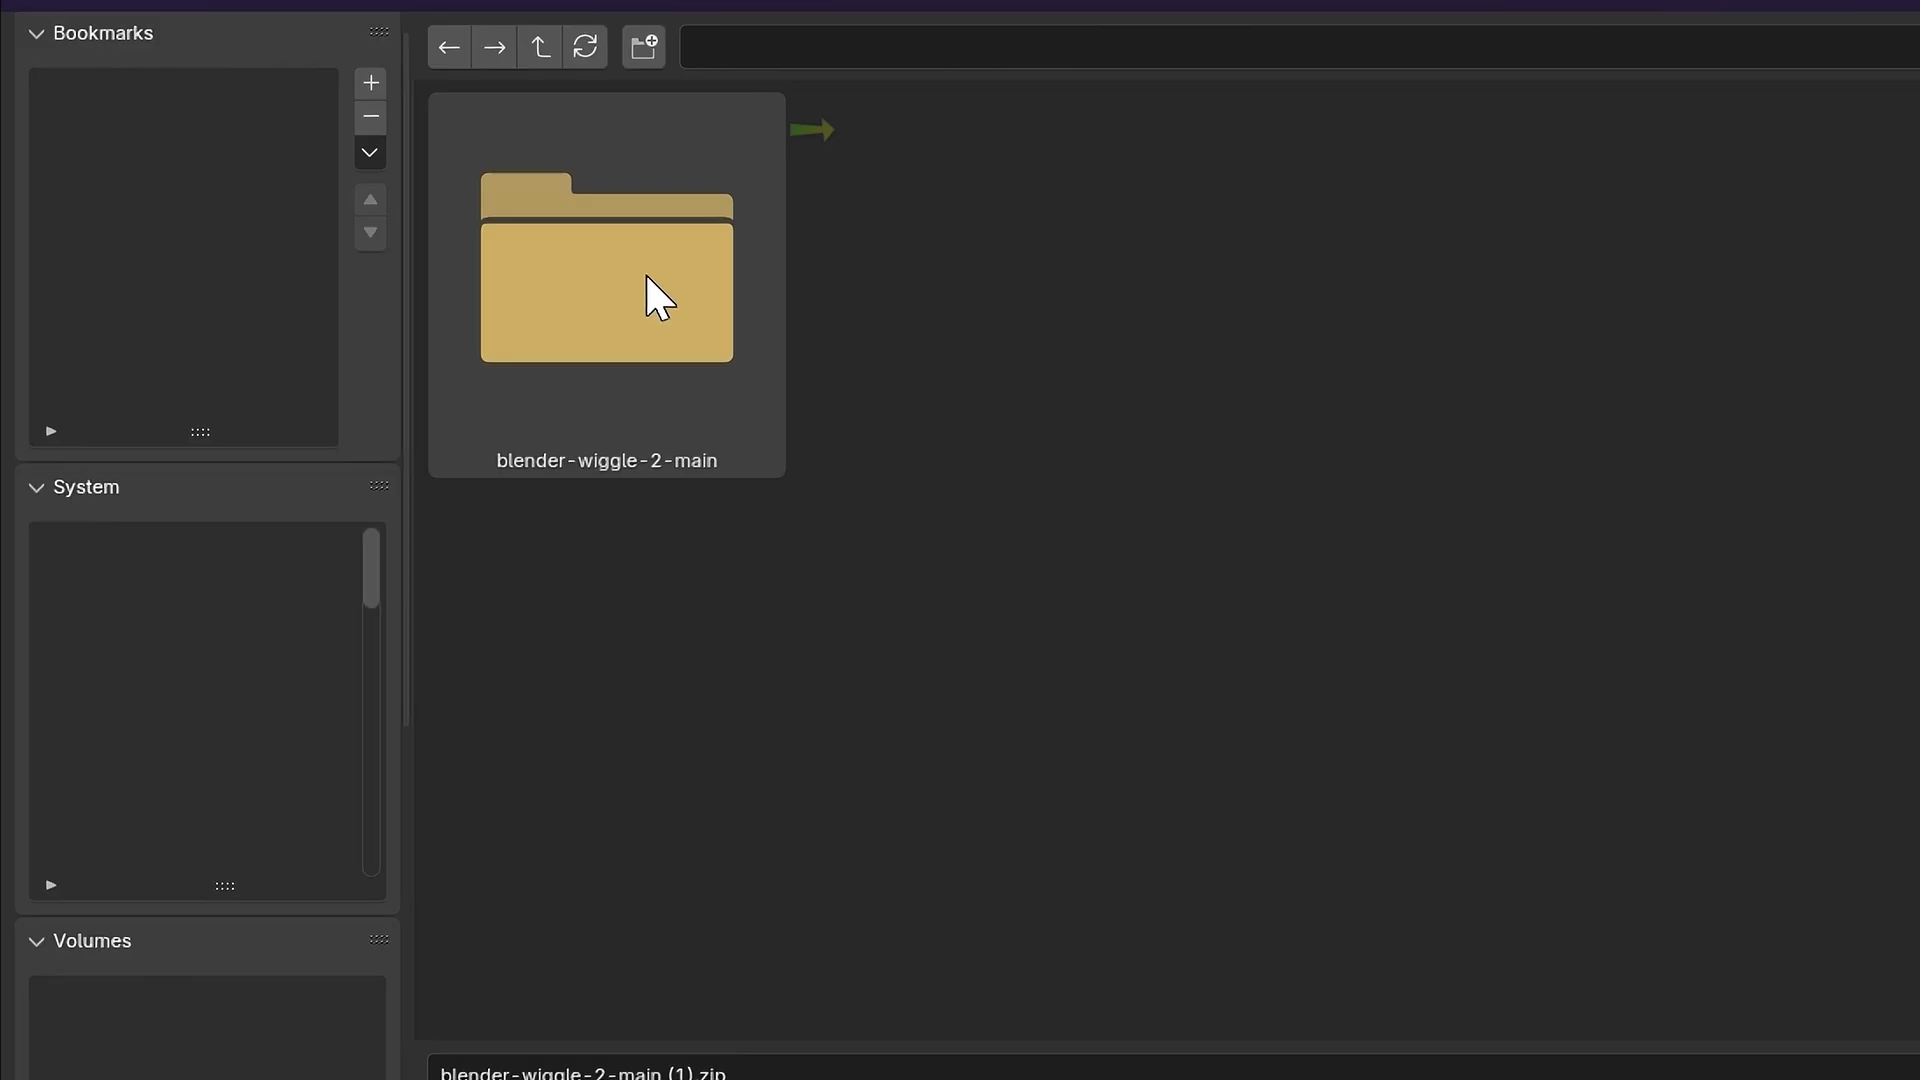 Bookmarks
blender-wiggle-2-main
System
Volumes
blender-wiggle-2-main (1).zip